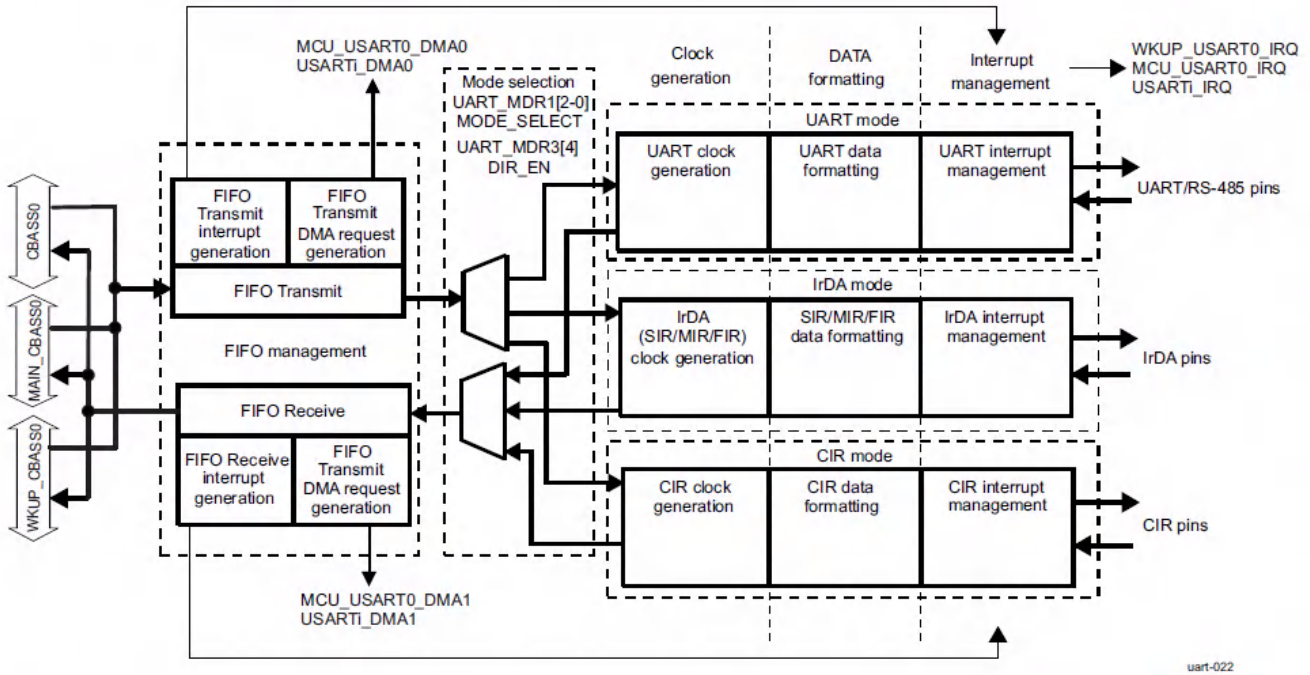 MCU_USART0_DMA0
USARTi_DMA0
Mode selection
UART_MDR1[2-0]
MODE_SELECT
UART_MDR3[4]
DIR_EN
Clock
generation
DATA
formatting
Interrupt
management
WKUP_USART0_IRQ
MCU_USART0_IRQ
USARTi_IRQ
CBASS0
MAIN_CBASS0
WKUP_CBASS0
FIFO
Transmit
interrupt
generation
FIFO
Transmit
DMA request
generation
FIFO Transmit
FIFO management
FIFO Receive
FIFO Receive
interrupt
generation
FIFO
Transmit
DMA request
generation
MCU_USART0_DMA1
USARTi_DMA1
UART mode
UART clock
generation
UART data
formatting
UART interrupt
management
UART/RS-485 pins
IrDA mode
IrDA
(SIR/MIR/FIR)
clock generation
SIR/MIR/FIR
data formatting
IrDA interrupt
management
IrDA pins
CIR mode
CIR clock
generation
CIR data
formatting
CIR interrupt
management
CIR pins
uart-022